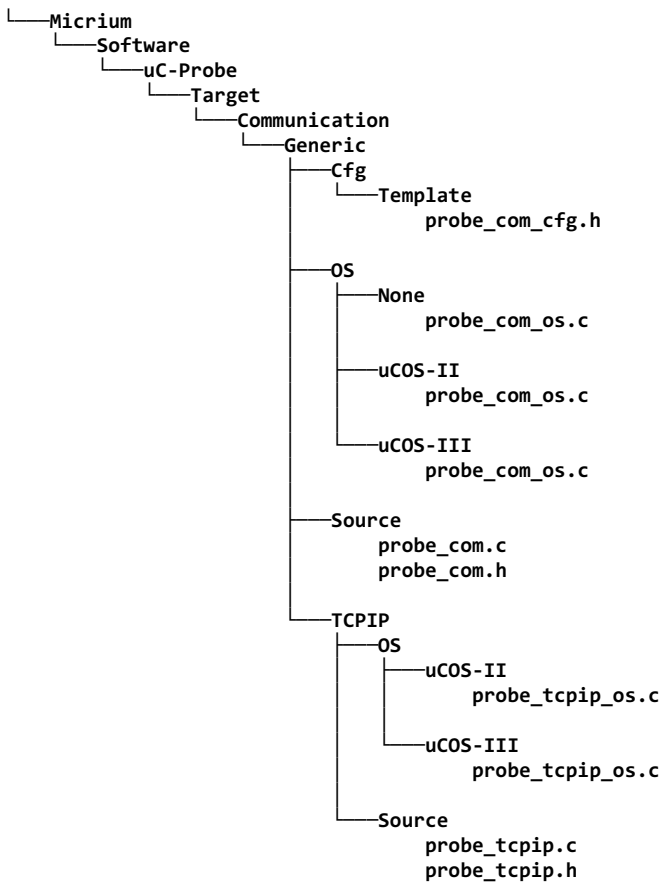 Micrium
Software
uC-Probe
Target
Communication
Generic
Cfg
Template
probe_com_cfg.h
OS
None
probe_com_os.c
uCOS-II
probe_com_os.c
uCOS-III
probe_com_os.c
Source
probe_com.c
probe_com.h
TCPIP
OS
uCOS-II
probe_tcpip_os.c
uCOS-III
probe_tcpip_os.c
Source
probe_tcpip.c
probe_tcpip.h